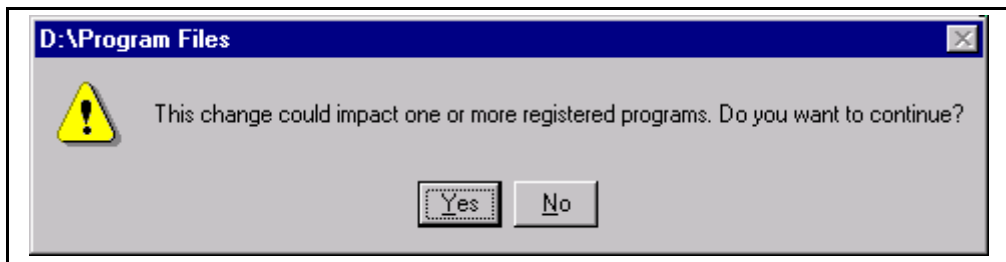 D:\Program Files
This change could impact one or more registered programs. Do you want to continue?
Yes No